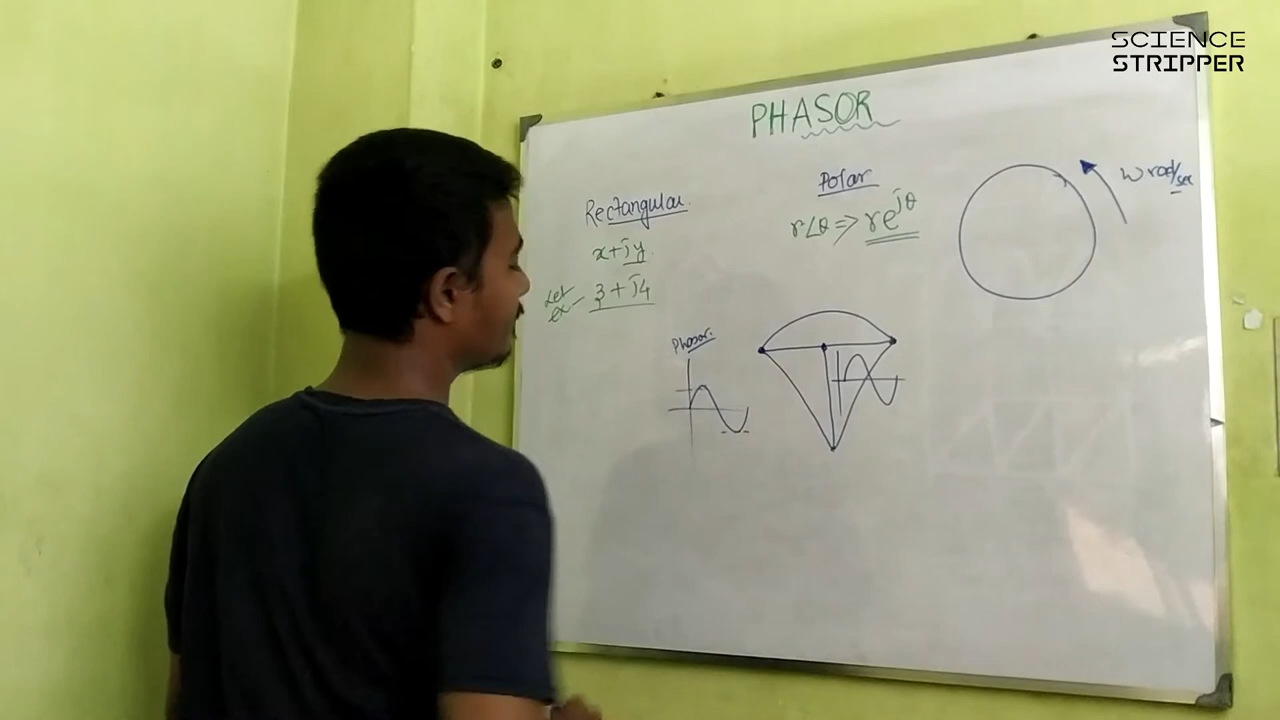 SCIENCE
STRIPPER
PHASOR
Rectangular.
x+jy
Let
ex- 3+j4
Polar
r∠θ => re^jθ
ω rad/sec
Phasor.